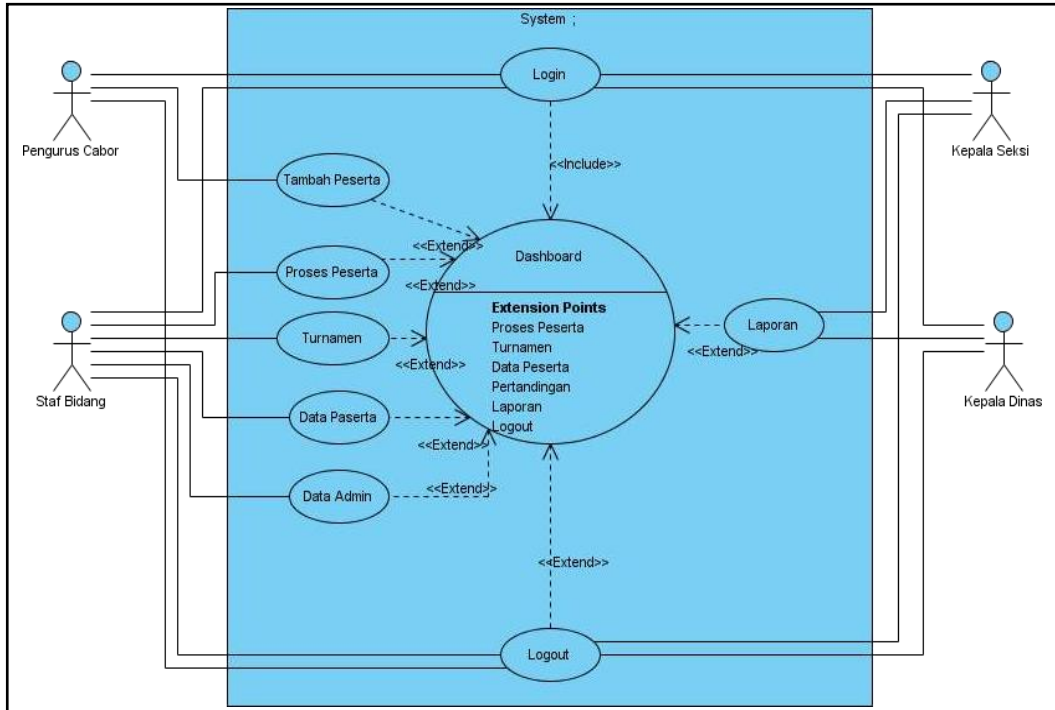 System ;
Login
Pengurus Cabor
Kepala Seksi
<<Include>>
Tambah Peserta
<<Extend>>
Dashboard
Proses Peserta
<<Extend>>
Extension Points
Proses Peserta
Turnamen
Data Peserta
Pertandingan
Laporan
Logout
Turnamen
<<Extend>>
Laporan
<<Extend>>
Staf Bidang
Kepala Dinas
Data Paserta
<<Extend>>
Data Admin
<<Extend>>
<<Extend>>
Logout